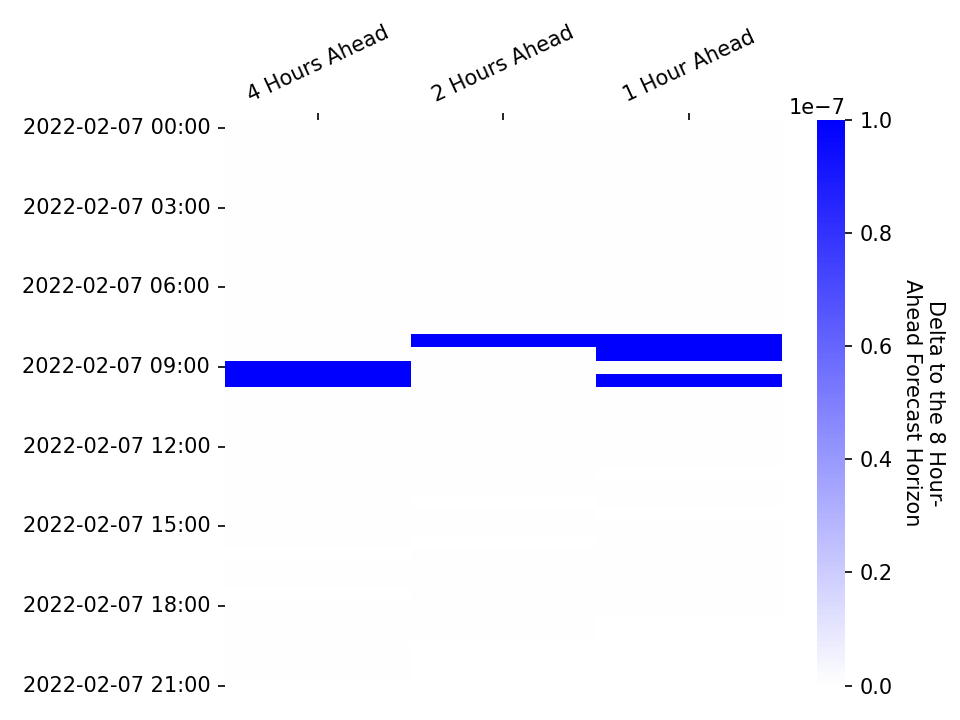 4 Hours Ahead
2 Hours Ahead
1 Hour Ahead
1e−7
2022-02-07 00:00
2022-02-07 03:00
2022-02-07 06:00
2022-02-07 09:00
2022-02-07 12:00
2022-02-07 15:00
2022-02-07 18:00
2022-02-07 21:00
1.0
0.8
0.6
0.4
0.2
0.0
Delta to the 8 Hour-
Ahead Forecast Horizon